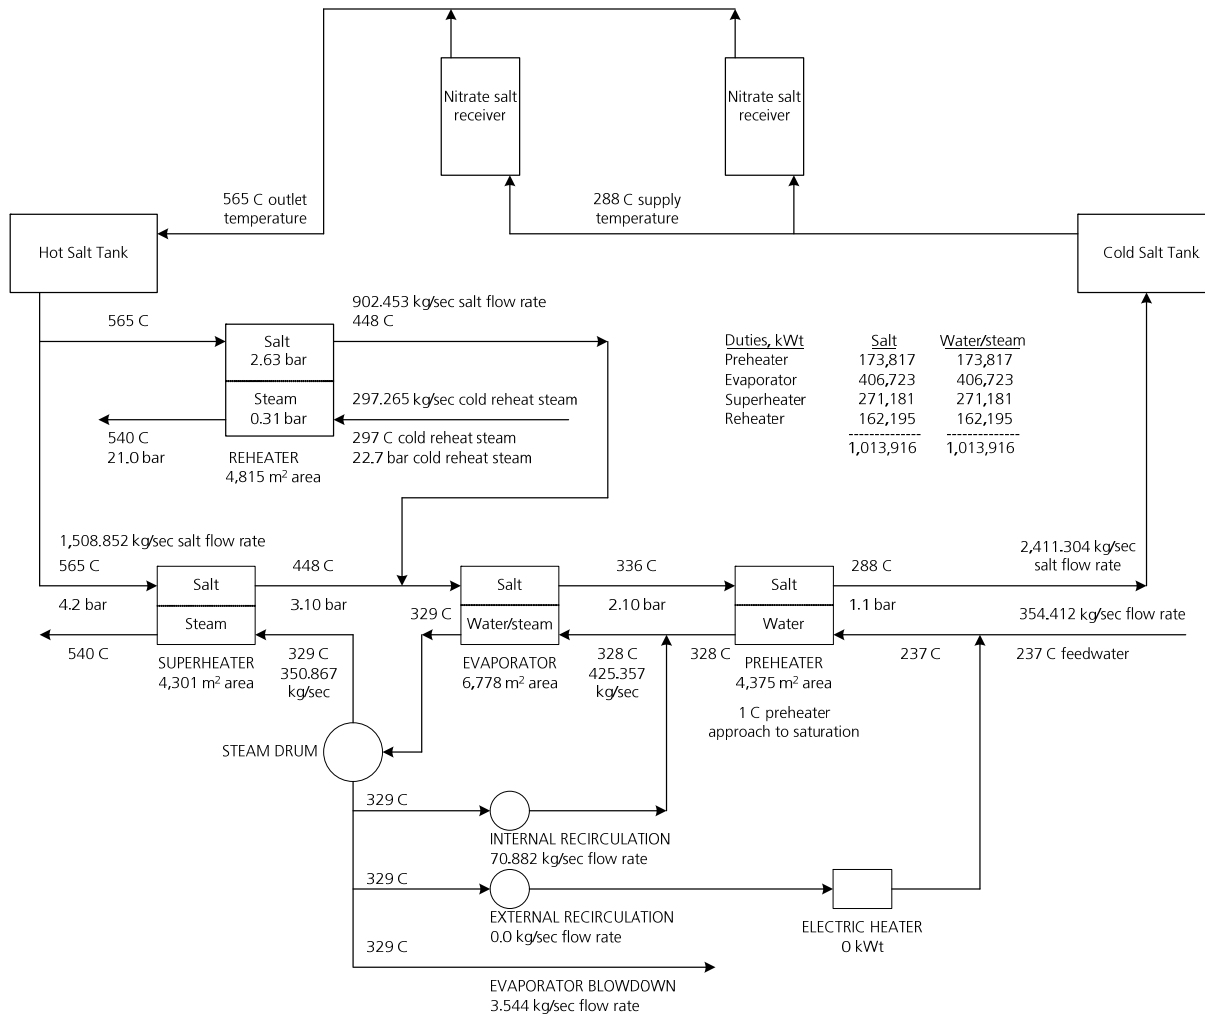 Nitrate salt
receiver
Nitrate salt
receiver
565 C outlet
temperature
288 C supply
temperature
Hot Salt Tank
Cold Salt Tank
902.453 kg/sec salt flow rate
565 C
448 C
Salt
2.63 bar
Steam
0.31 bar
297.265 kg/sec cold reheat steam
540 C
21.0 bar
297 C cold reheat steam
22.7 bar cold reheat steam
REHEATER
4,815 m² area
Duties, kWt Salt Water/steam
Preheater 173,817 173,817
Evaporator 406,723 406,723
Superheater 271,181 271,181
Reheater 162,195 162,195
-------------- --------------
1,013,916 1,013,916
1,508.852 kg/sec salt flow rate
2,411.304 kg/sec
salt flow rate
565 C
448 C
336 C
288 C
Salt
Salt
Salt
4.2 bar
3.10 bar
2.10 bar
1.1 bar
354.412 kg/sec flow rate
Steam
329 C
Water/steam
Water
540 C
329 C
350.867
kg/sec
328 C
425.357
kg/sec
328 C
237 C
237 C feedwater
SUPERHEATER
4,301 m² area
EVAPORATOR
6,778 m² area
PREHEATER
4,375 m² area
1 C preheater
approach to saturation
STEAM DRUM
329 C
INTERNAL RECIRCULATION
70.882 kg/sec flow rate
329 C
EXTERNAL RECIRCULATION
0.0 kg/sec flow rate
ELECTRIC HEATER
0 kWt
329 C
EVAPORATOR BLOWDOWN
3.544 kg/sec flow rate